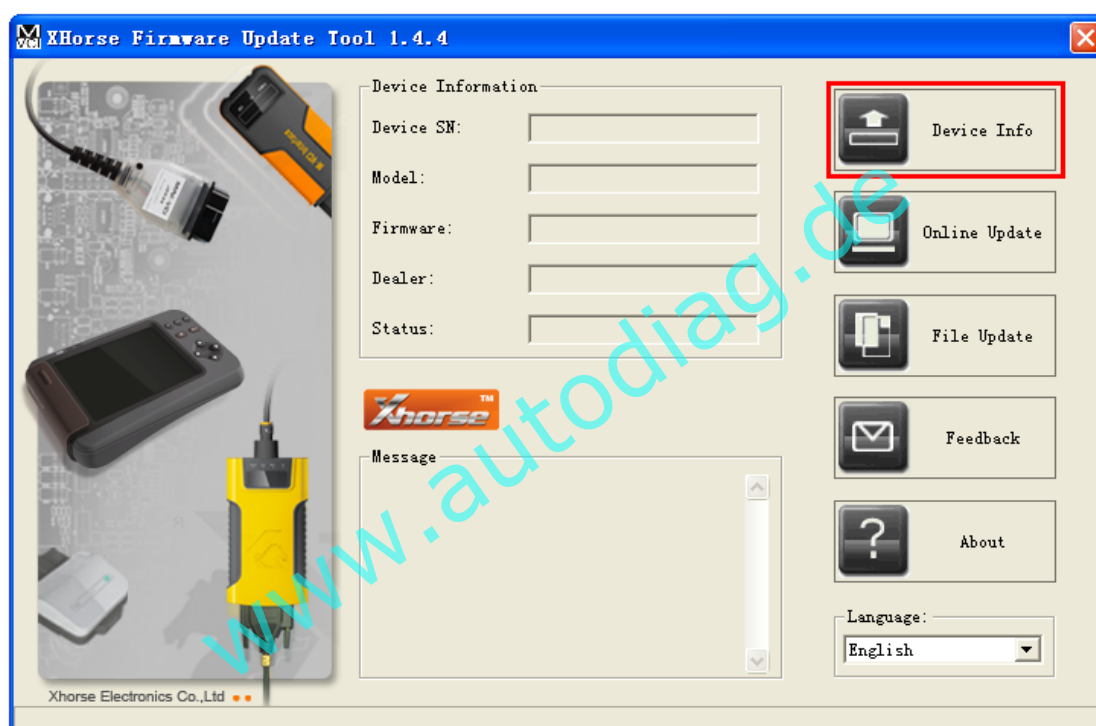 XHorse Firmware Update Tool 1.4.4
Device Information
Device SN:
Model:
Firmware:
Dealer:
Status:
Xhorse TM
Message
Device Info
Online Update
File Update
Feedback
About
Language:
English
Xhorse Electronics Co.,Ltd
www.autodiag.de